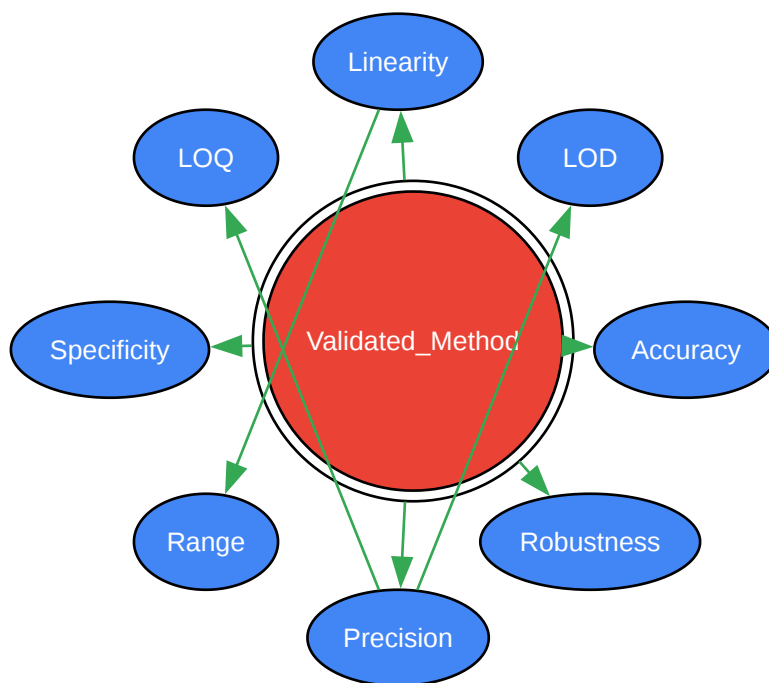 Linearity
LOQ
LOD
Validated_Method
Specificity
Accuracy
Range
Robustness
Precision